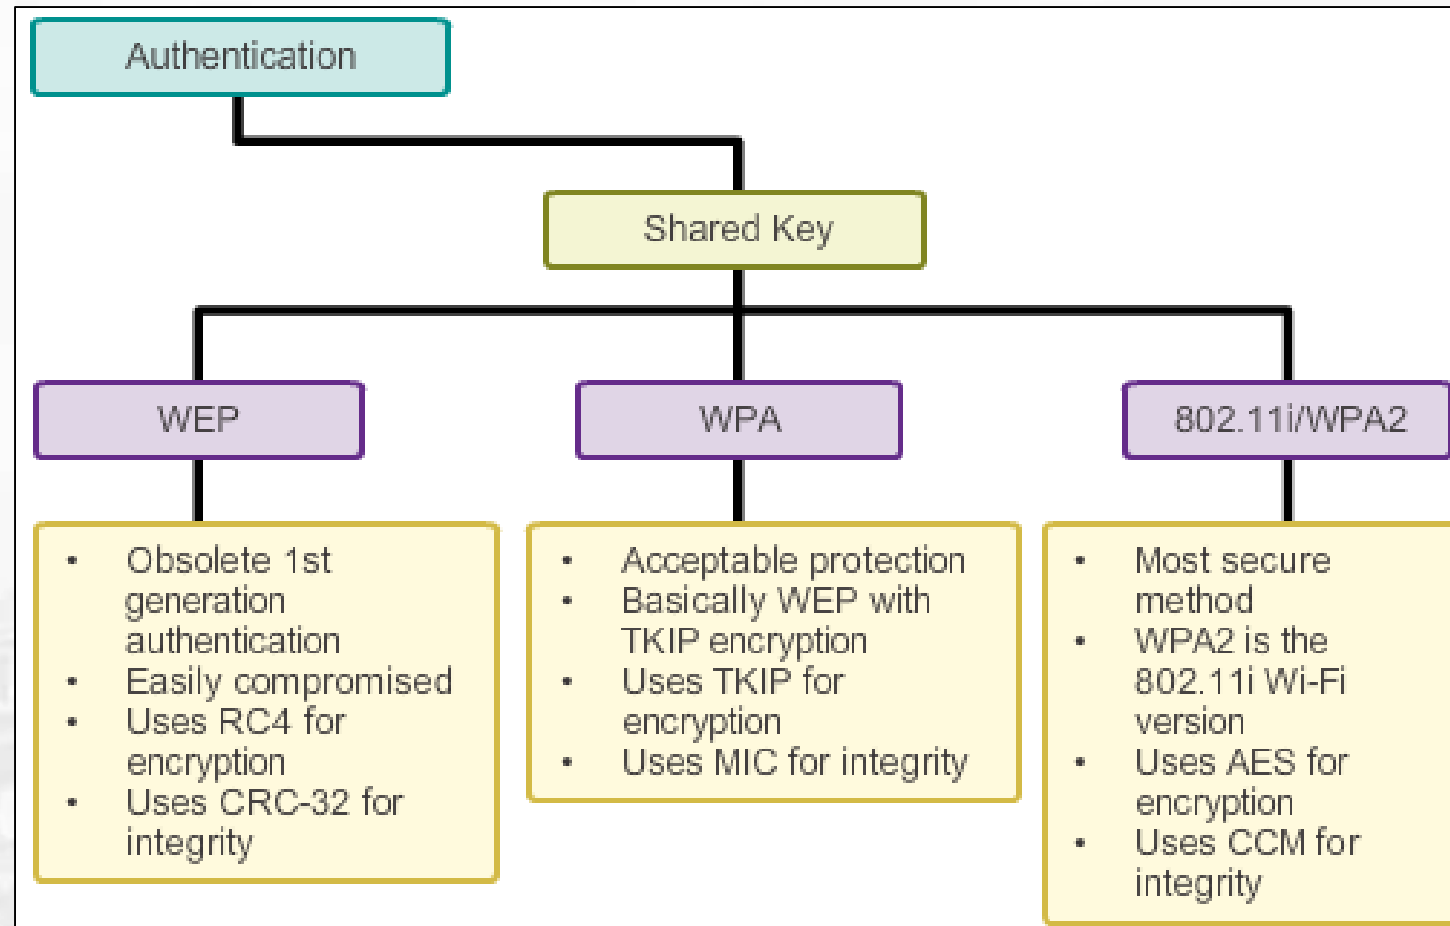 Authentication
Shared Key
WEP
WPA
802.11i/WPA2
• Obsolete 1st
generation
authentication
• Easily compromised
• Uses RC4 for
encryption
• Uses CRC-32 for
integrity
• Acceptable protection
• Basically WEP with
TKIP encryption
• Uses TKIP for
encryption
• Uses MIC for integrity
• Most secure
method
• WPA2 is the
802.11i Wi-Fi
version
• Uses AES for
encryption
• Uses CCM for
integrity